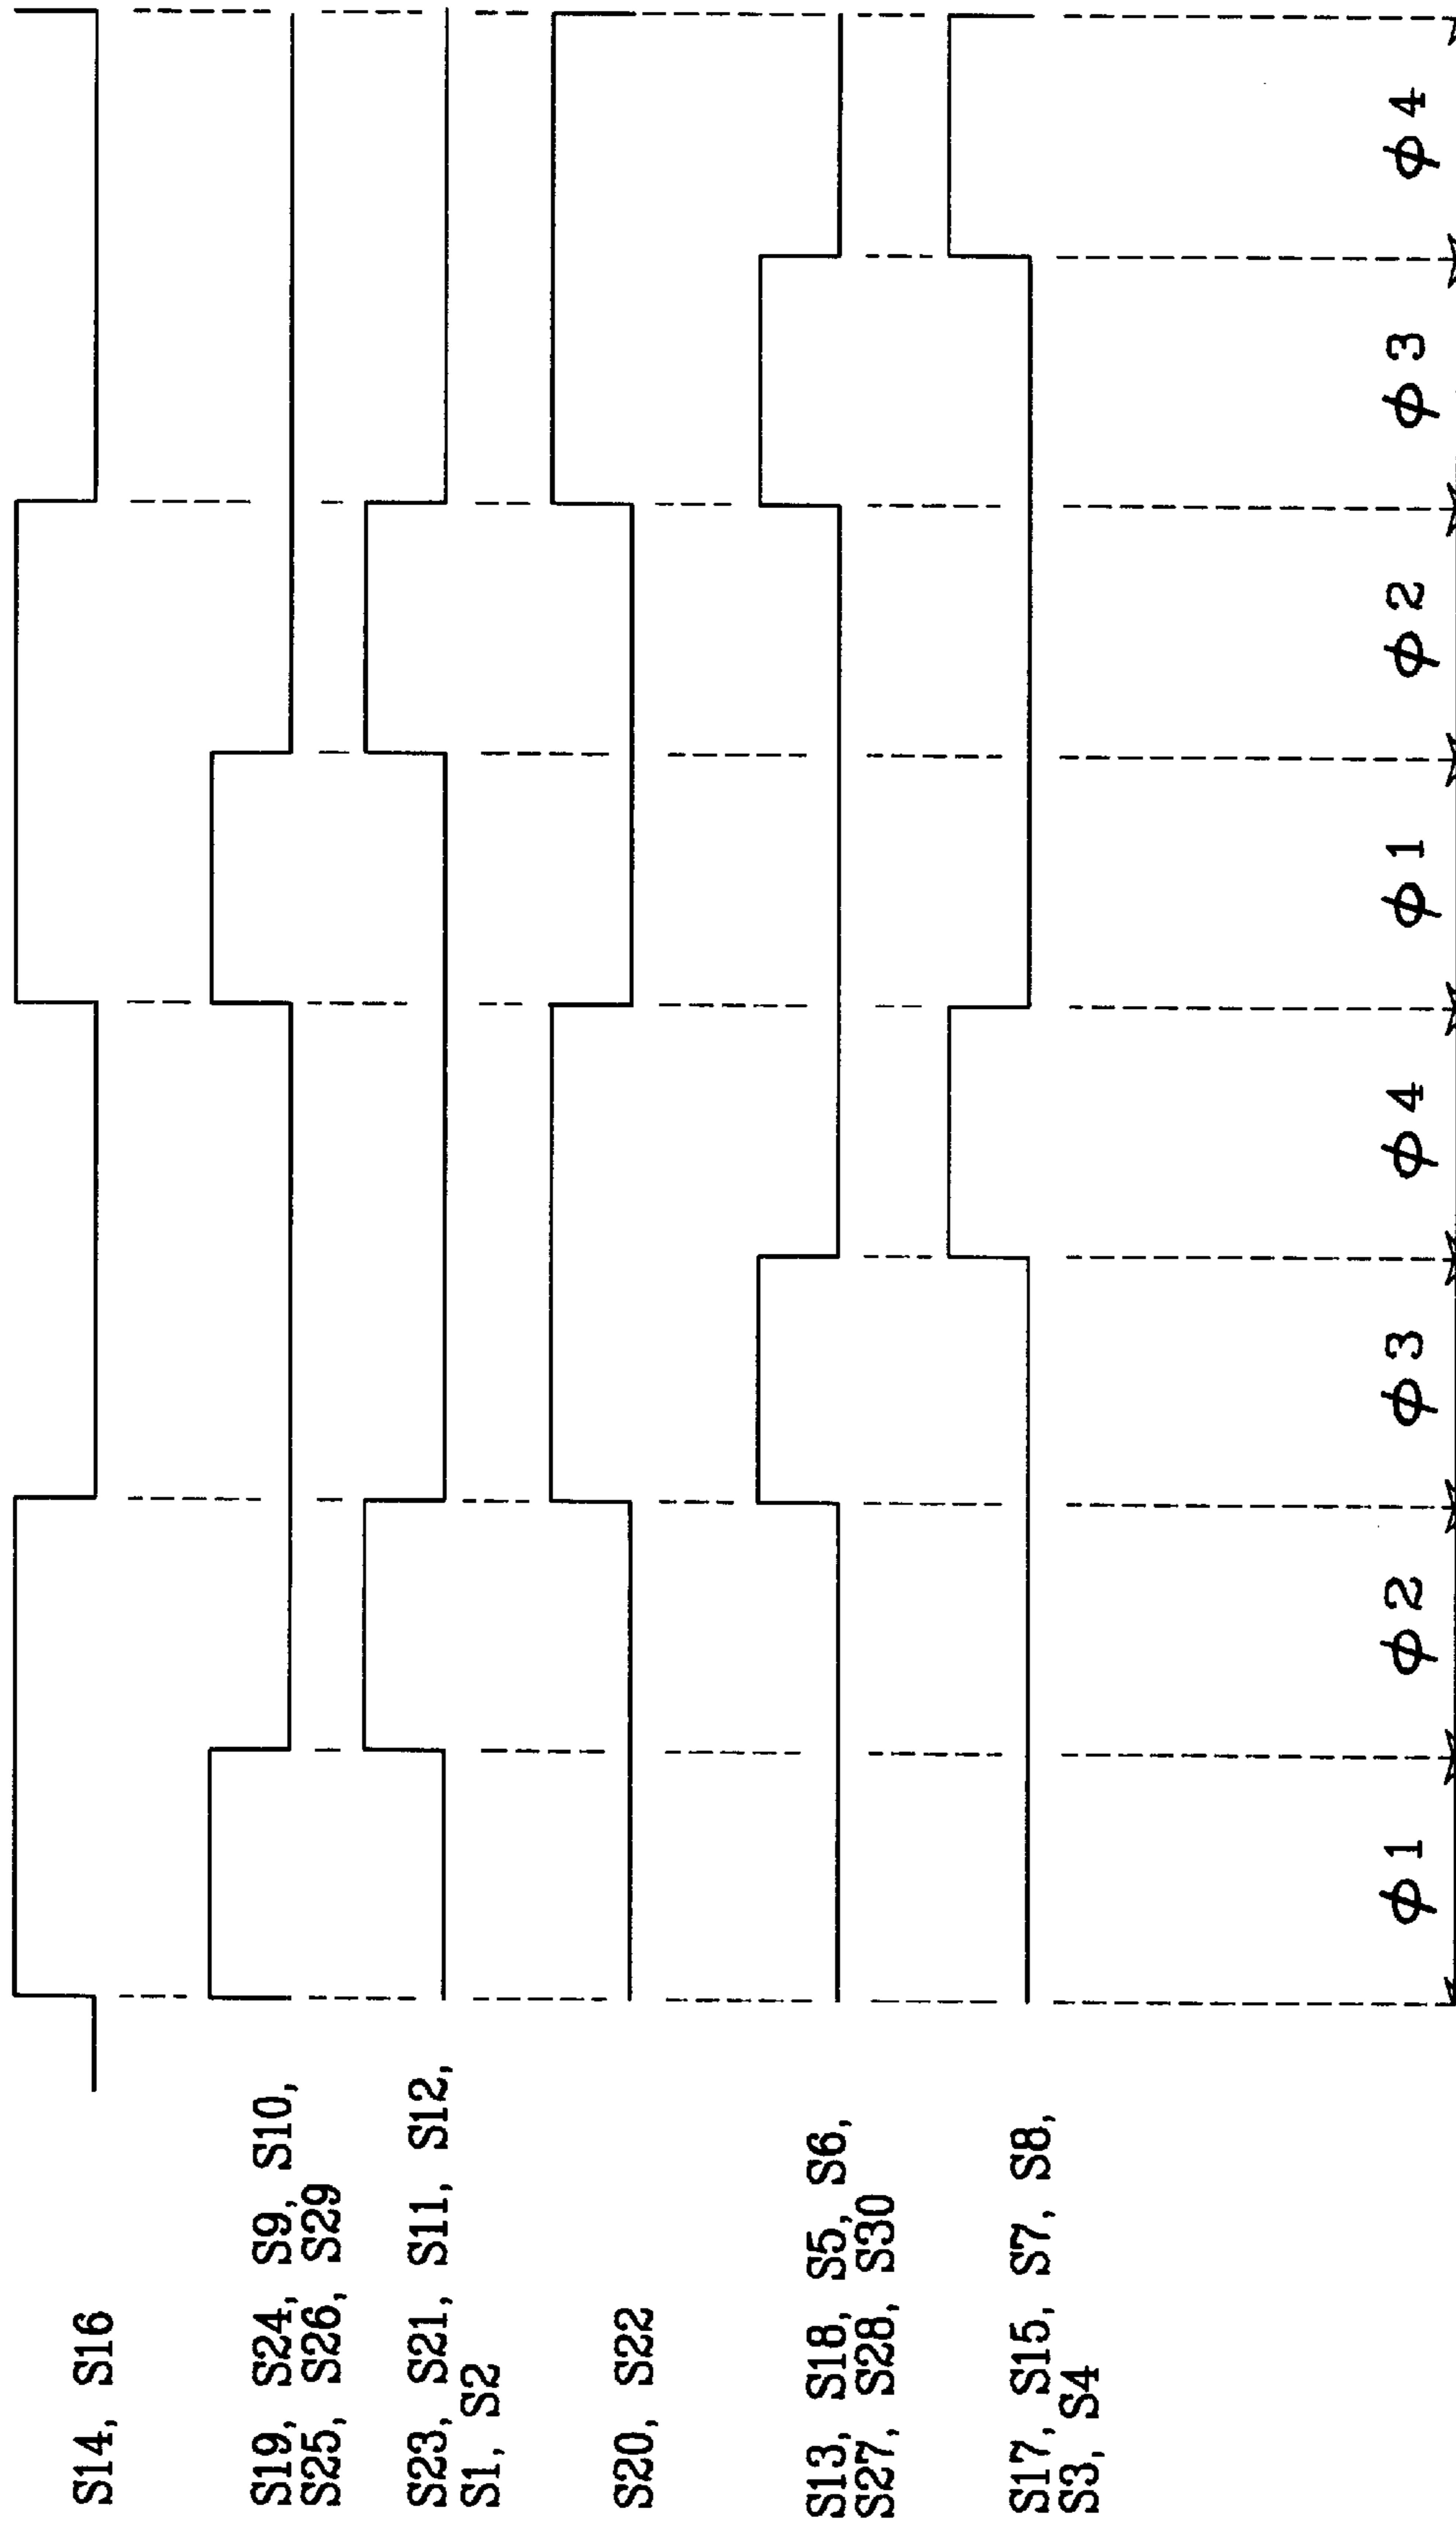 S14, S16
S19, S24, S9, S10,
S25, S26, S29
S23, S21, S11, S12,
S1, S2
S20, S22
S13, S18, S5, S6,
S27, S28, S30
S17, S15, S7, S8,
S3, S4
ϕ1 ϕ2 ϕ3 ϕ4 ϕ1 ϕ2 ϕ3 ϕ4